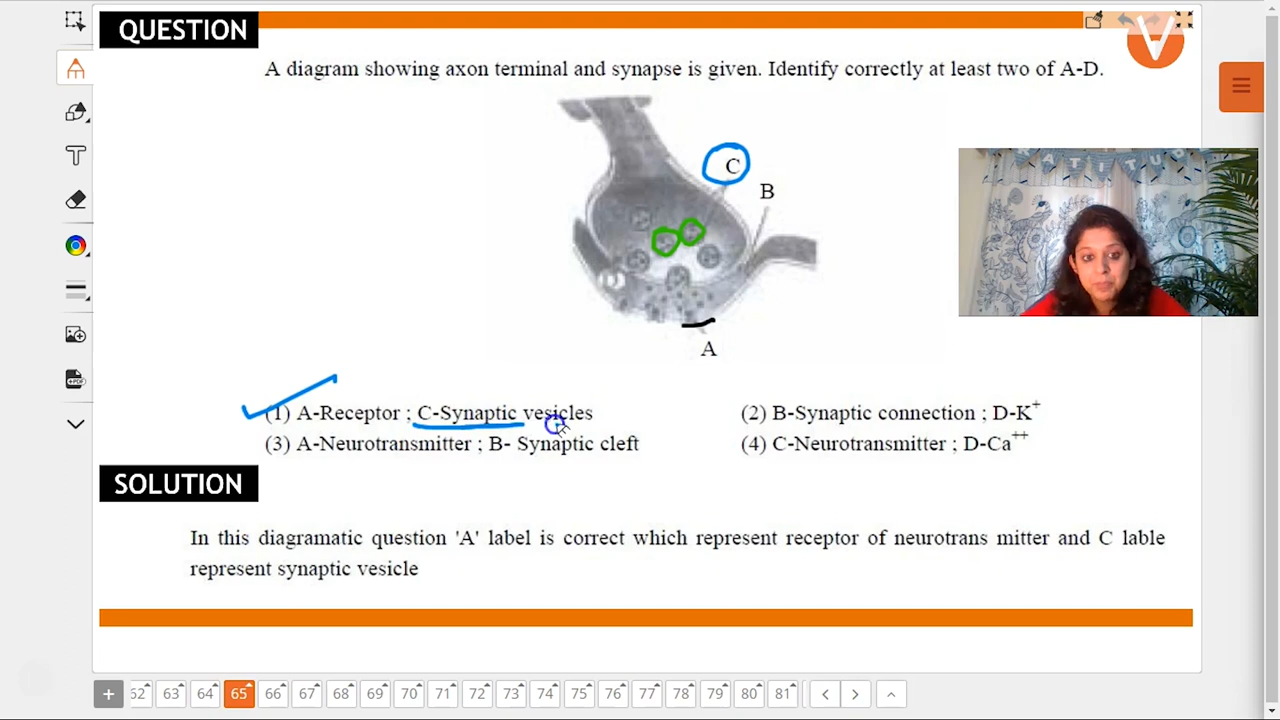 QUESTION
A diagram showing axon terminal and synapse is given. Identify correctly at least two of A-D.
C
B
A
(1) A-Receptor ; C-Synaptic vesicles
(2) B-Synaptic connection ; D-K+
(3) A-Neurotransmitter ; B- Synaptic cleft
(4) C-Neurotransmitter ; D-Ca++
SOLUTION
In this diagramatic question 'A' label is correct which represent receptor of neurotrans mitter and C lable
represent synaptic vesicle
62 63 64 65 66 67 68 69 70 71 72 73 74 75 76 77 78 79 80 81